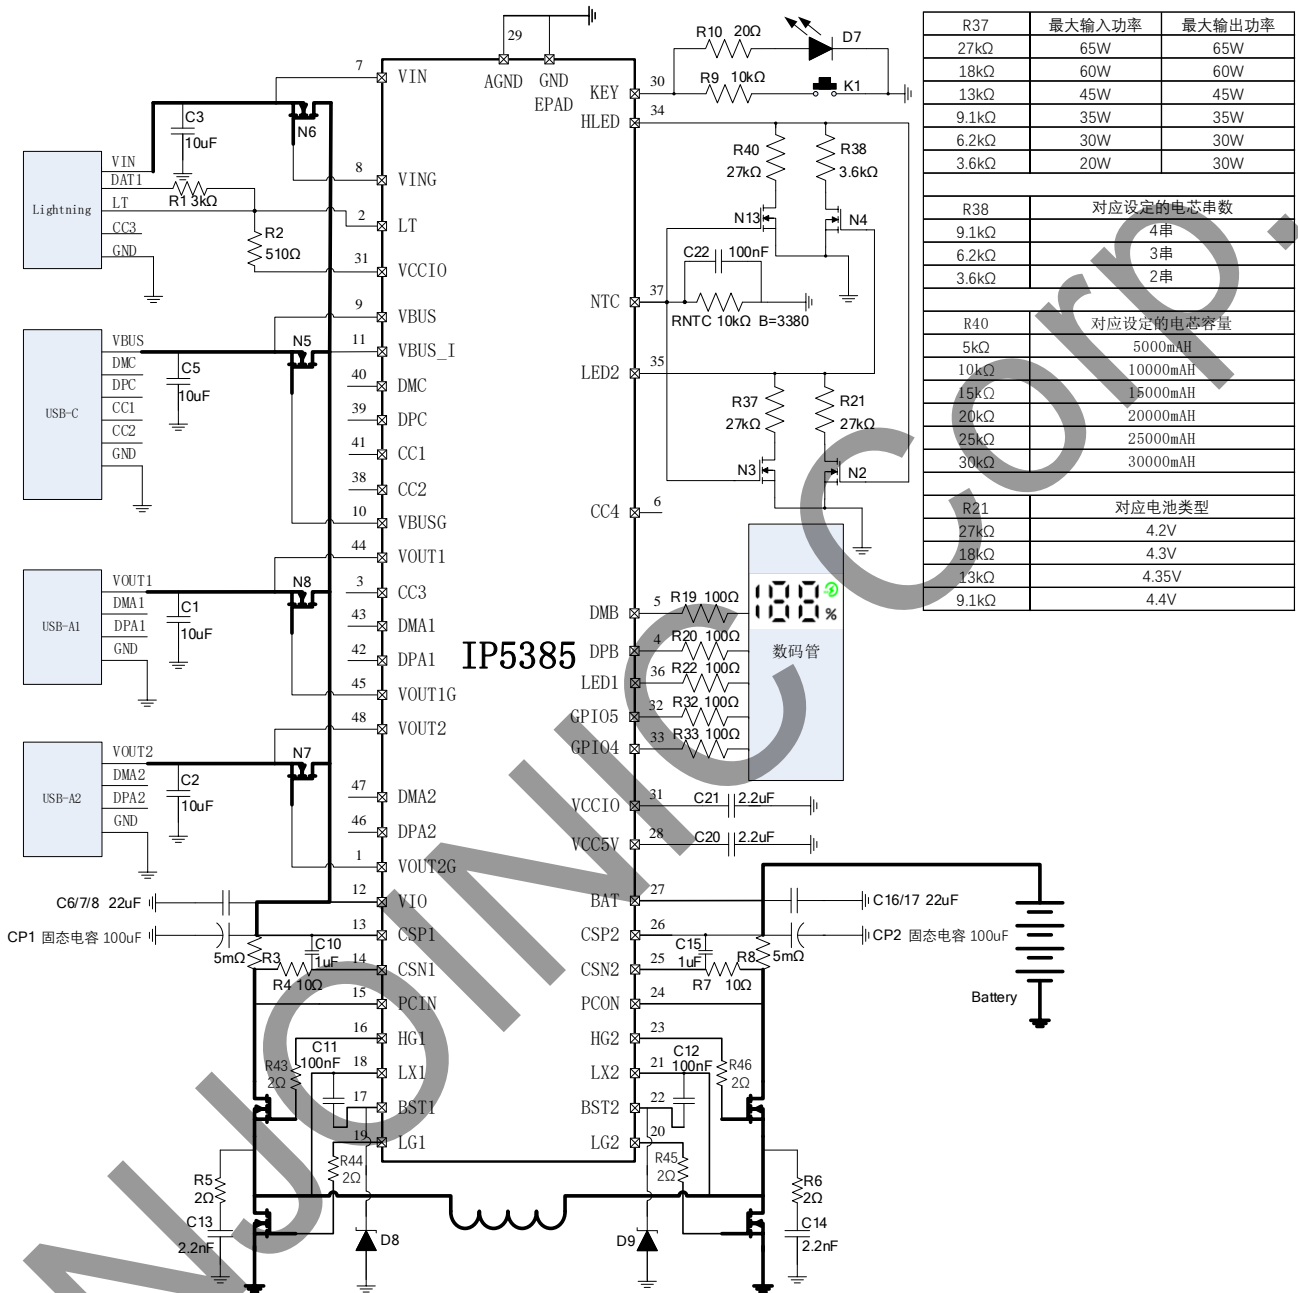 29
AGND
GND
EPAD
7
VIN
C3
10uF
N6
Lightning
VIN
DAT1
LT
CC3
GND
R1 3kΩ
R2
510Ω
8
VING
2
LT
31
VCCIO
9
VBUS
11
VBUS_I
40
DMC
39
DPC
41
CC1
38
CC2
10
VBUSG
44
VOUT1
3
CC3
43
DMA1
42
DPA1
45
VOUT1G
48
VOUT2
47
DMA2
46
DPA2
1
VOUT2G
12
VIO
13
CSP1
14
CSN1
15
PCIN
16
HG1
18
LX1
17
BST1
19
LG1
USB-C
VBUS
DMC
DPC
CC1
CC2
GND
C5
10uF
N5
USB-A1
VOUT1
DMA1
DPA1
GND
C1
10uF
N8
USB-A2
VOUT2
DMA2
DPA2
GND
C2
10uF
N7
C6/7/8 22uF
CP1 固态电容 100uF
5mΩ
R3
C10
1uF
R4 10Ω
R43
2Ω
C11
100nF
R44
2Ω
R5
2Ω
C13
2.2nF
D8
IP5385
30
KEY
34
HLED
R10 20Ω
D7
R9 10kΩ
K1
R40
27kΩ
R38
3.6kΩ
N13
N4
C22 100nF
37
NTC
RNTC 10kΩ B=3380
35
LED2
R37
27kΩ
R21
27kΩ
N3
N2
6
CC4
188%
数码管
5
DMB
R19 100Ω
4
DPB
R20 100Ω
36
LED1
R22 100Ω
32
GPIO5
R32 100Ω
33
GPIO4
R33 100Ω
31
VCCIO
C21 2.2uF
28
VCC5V
C20 2.2uF
27
BAT
C16/17 22uF
26
CSP2
CP2 固态电容 100uF
25
CSN2
C15
1uF
R8
5mΩ
R7 10Ω
24
PCON
23
HG2
21
LX2
22
BST2
20
LG2
C12
100nF
R46
2Ω
R45
2Ω
R6
2Ω
C14
2.2nF
D9
Battery
R37 最大输入功率 最大输出功率
27kΩ 65W 65W
18kΩ 60W 60W
13kΩ 45W 45W
9.1kΩ 35W 35W
6.2kΩ 30W 30W
3.6kΩ 20W 30W
R38 对应设定的电芯串数
9.1kΩ 4串
6.2kΩ 3串
3.6kΩ 2串
R40 对应设定的电芯容量
5kΩ 5000mAH
10kΩ 10000mAH
15kΩ 15000mAH
20kΩ 20000mAH
25kΩ 25000mAH
30kΩ 30000mAH
R21 对应电池类型
27kΩ 4.2V
18kΩ 4.3V
13kΩ 4.35V
9.1kΩ 4.4V
NJOINIC Corp.